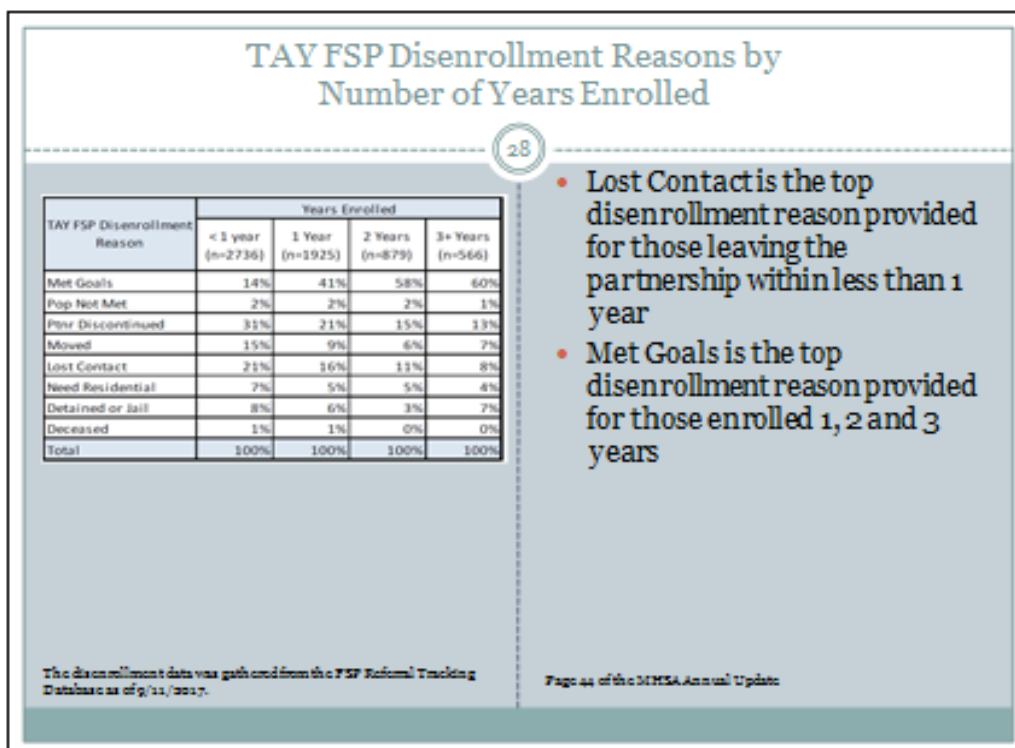 TAY FSP Disenrollment Reasons by
Number of Years Enrolled
28
TAY FSP Disenrollment Reason Years Enrolled
< 1 year (n=2736) 1 Year (n=1925) 2 Years (n=879) 3+ Years (n=566)
Met Goals 14% 41% 58% 60%
Pop Not Met 2% 2% 2% 1%
Ptnr Discontinued 31% 21% 15% 13%
Moved 15% 9% 6% 7%
Lost Contact 21% 16% 11% 8%
Need Residential 7% 5% 5% 4%
Detained or Jail 8% 6% 3% 7%
Deceased 1% 1% 0% 0%
Total 100% 100% 100% 100%
• Lost Contact is the top
disenrollment reason provided
for those leaving the
partnership within less than 1
year
• Met Goals is the top
disenrollment reason provided
for those enrolled 1, 2 and 3
years
The disenrollment data was gathered from the FSP Referral Tracking
Database as of 9/11/2017.
Page 44 of the MHSA Annual Update